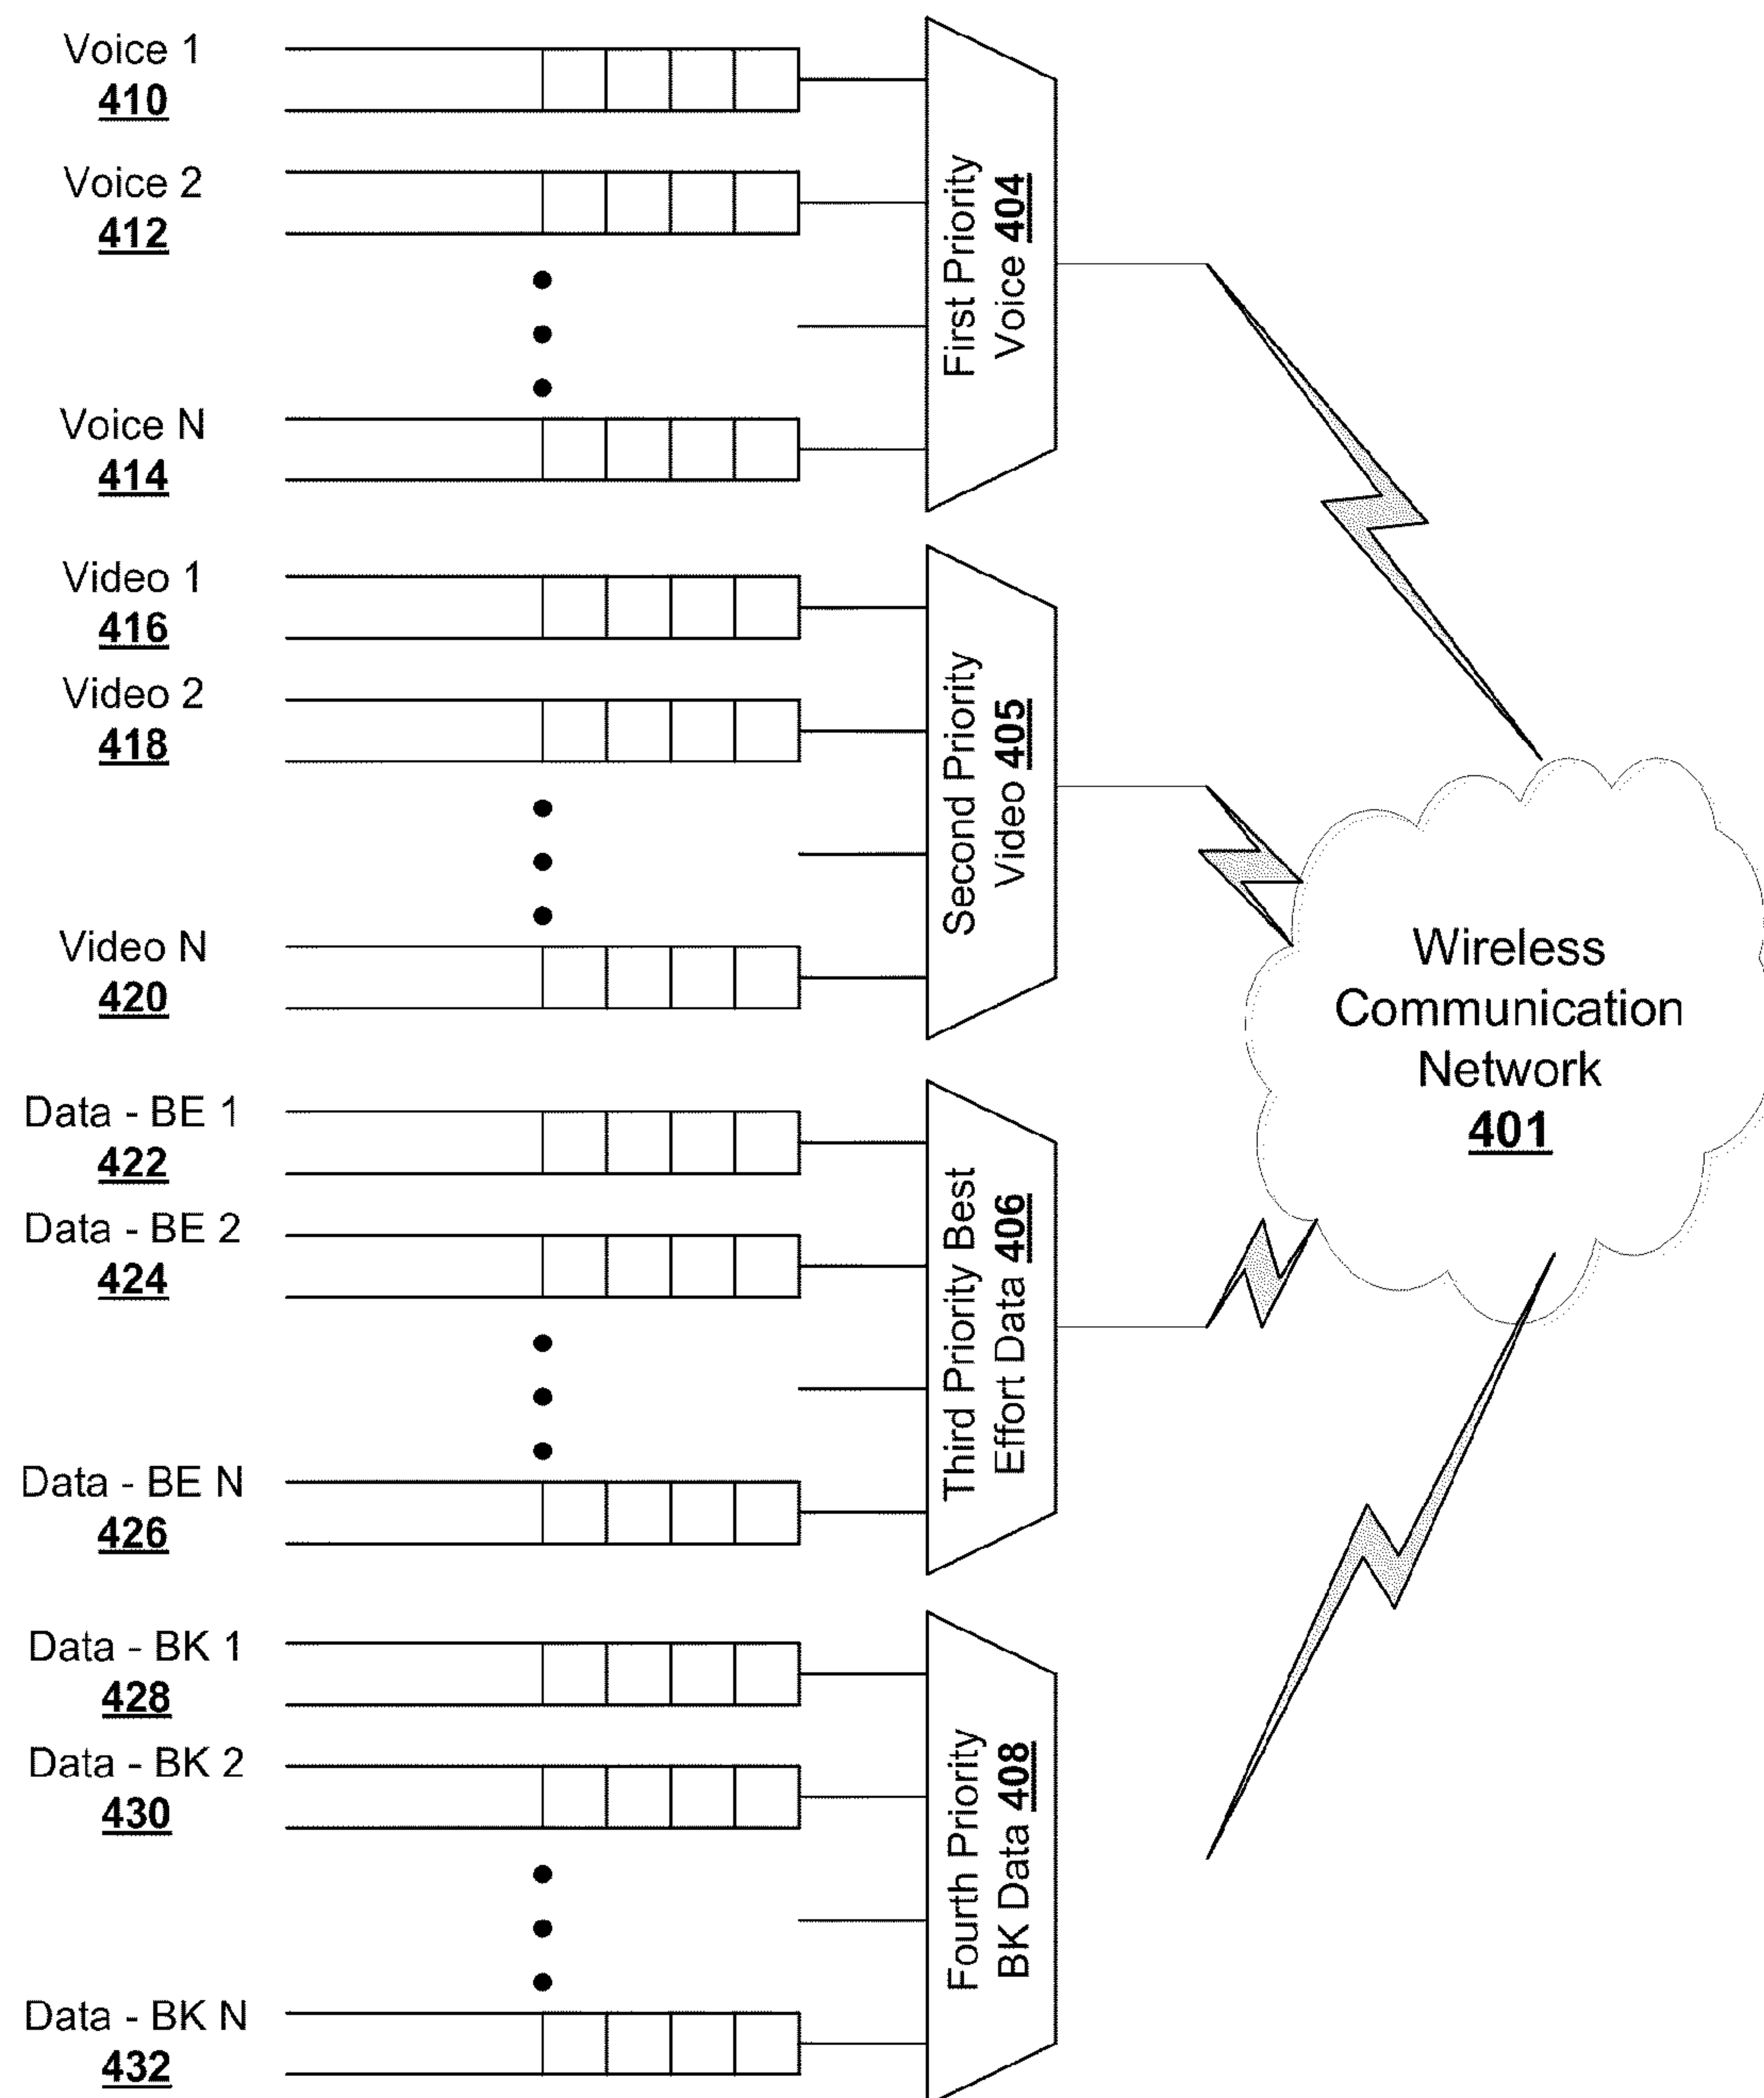 Voice 1
410
Voice 2
412
Voice N
414
First Priority
Voice 404
Video 1
416
Video 2
418
Video N
420
Second Priority
Video 405
Data - BE 1
422
Data - BE 2
424
Data - BE N
426
Third Priority Best
Effort Data 406
Data - BK 1
428
Data - BK 2
430
Data - BK N
432
Fourth Priority
BK Data 408
Wireless
Communication
Network
401